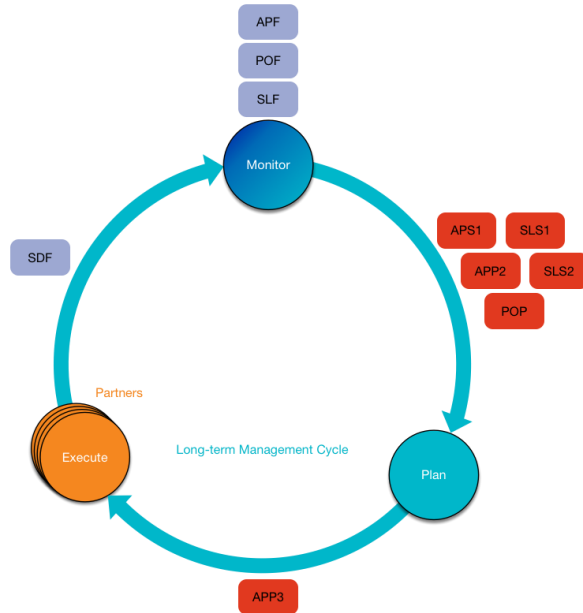 APF
POF
SLF
Monitor
APS1
SLS1
SDF
APP2
SLS2
POP
Partners
Long-term Management Cycle
Execute
Plan
APP3